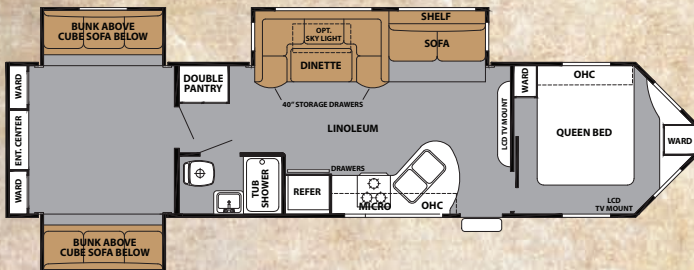 BUNK ABOVE
CUBE SOFA BELOW
SHELF
OPT.
SKY LIGHT
SOFA
DINETTE
WARD
DOUBLE
PANTRY
WARD
OHC
40" STORAGE DRAWERS
ENT. CENTER
LINOLEUM
LCD TV MOUNT
QUEEN BED
WARD
DRAWERS
WARD
TUB
SHOWER
REFER
MICRO
OHC
LCD
TV MOUNT
BUNK ABOVE
CUBE SOFA BELOW